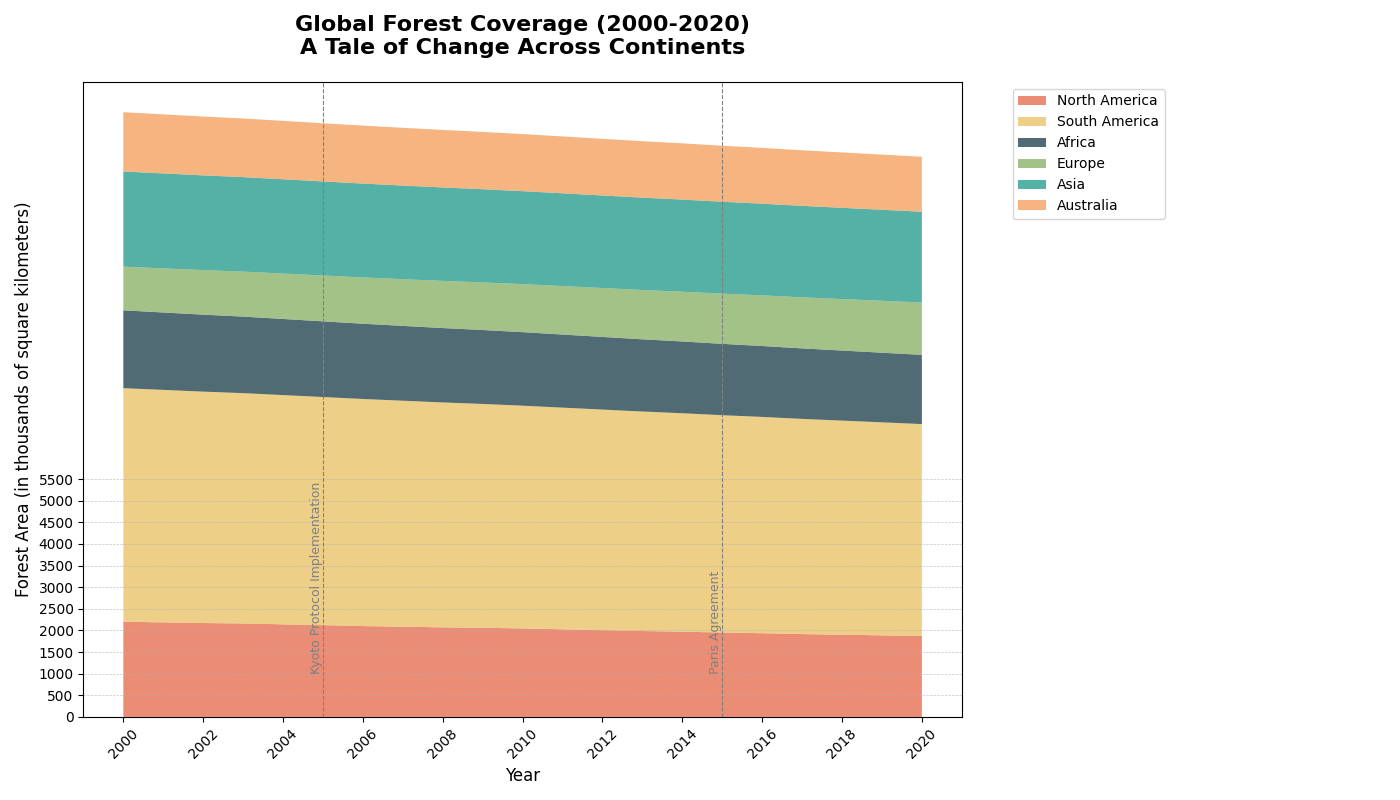 Global Forest Coverage (2000-2020)
A Tale of Change Across Continents
Forest Area (in thousands of square kilometers)
5500
5000
4500
4000
3500
3000
2500
2000
1500
1000
500
0
Kyoto Protocol Implementation
Paris Agreement
2000
2002
2004
2006
2008
2010
2012
2014
2016
2018
2020
Year
North America
South America
Africa
Europe
Asia
Australia